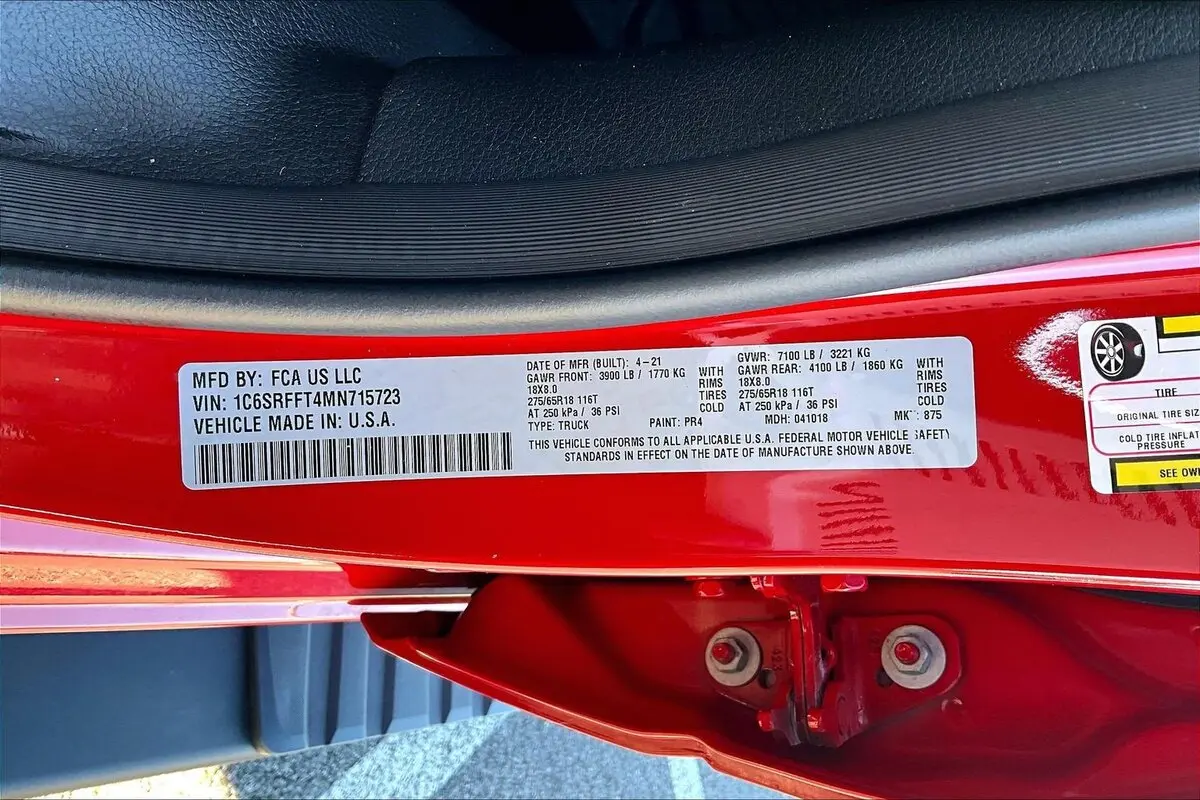 MFD BY: FCA US LLC
VIN: 1C6SRFFT4MN715723
VEHICLE MADE IN: U.S.A.
DATE OF MFR (BUILT): 4-21
GAWR FRONT: 3900 LB / 1770 KG WITH
18X8.0 RIMS
275/65R18 116T TIRES
AT 250 kPa / 36 PSI COLD
TYPE: TRUCK PAINT: PR4
GVWR: 7100 LB / 3221 KG
GAWR REAR: 4100 LB / 1860 KG WITH
18X8.0 RIMS
275/65R18 116T TIRES
AT 250 kPa / 36 PSI COLD
MDH: 041018 MK : 875
THIS VEHICLE CONFORMS TO ALL APPLICABLE U.S.A. FEDERAL MOTOR VEHICLE SAFETY
STANDARDS IN EFFECT ON THE DATE OF MANUFACTURE SHOWN ABOVE.
TIRE
ORIGINAL TIRE SIZ
COLD TIRE INFLAT
PRESSURE
SEE OW
423